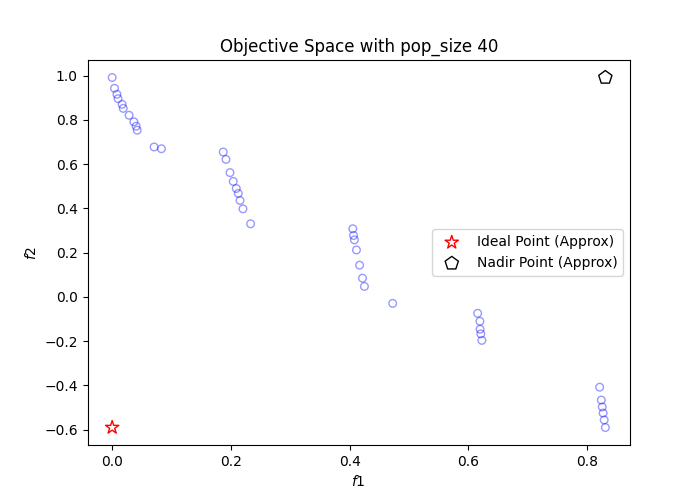 Objective Space with pop_size 40
1.0
0.8
0.6
0.4
0.2
0.0
−0.2
−0.4
−0.6
f2
Ideal Point (Approx)
Nadir Point (Approx)
0.0 0.2 0.4 0.6 0.8
f1